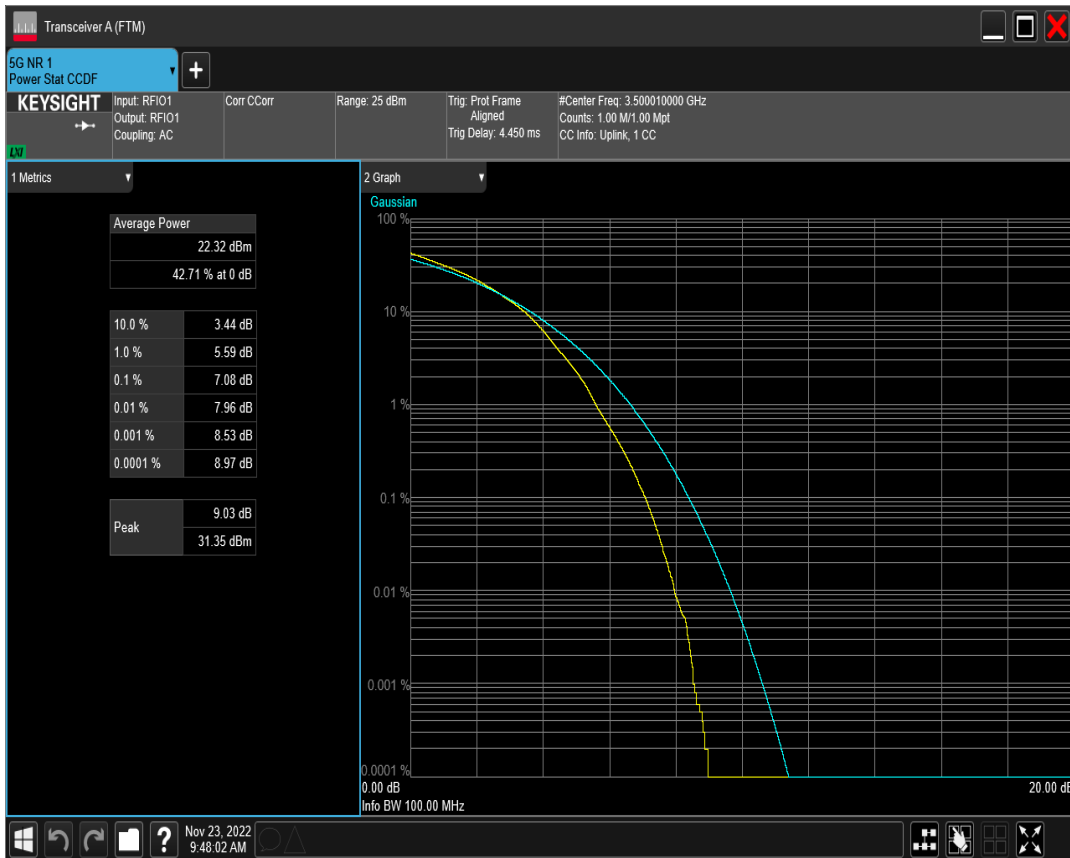 Transceiver A (FTM)
5G NR 1
Power Stat CCDF
+
KEYSIGHT
LXI
Input: RFIO1
Output: RFIO1
Coupling: AC
Corr CCorr
Range: 25 dBm
Trig: Prot Frame
Aligned
Trig Delay: 4.450 ms
#Center Freq: 3.500010000 GHz
Counts: 1.00 M/1.00 Mpt
CC Info: Uplink, 1 CC
1 Metrics
Average Power
22.32 dBm
42.71 % at 0 dB
10.0 % 3.44 dB
1.0 % 5.59 dB
0.1 % 7.08 dB
0.01 % 7.96 dB
0.001 % 8.53 dB
0.0001 % 8.97 dB
Peak
9.03 dB
31.35 dBm
2 Graph
Gaussian
100 %
10 %
1 %
0.1 %
0.01 %
0.001 %
0.0001 %
0.00 dB
20.00 dB
Info BW 100.00 MHz
?
Nov 23, 2022
9:48:02 AM